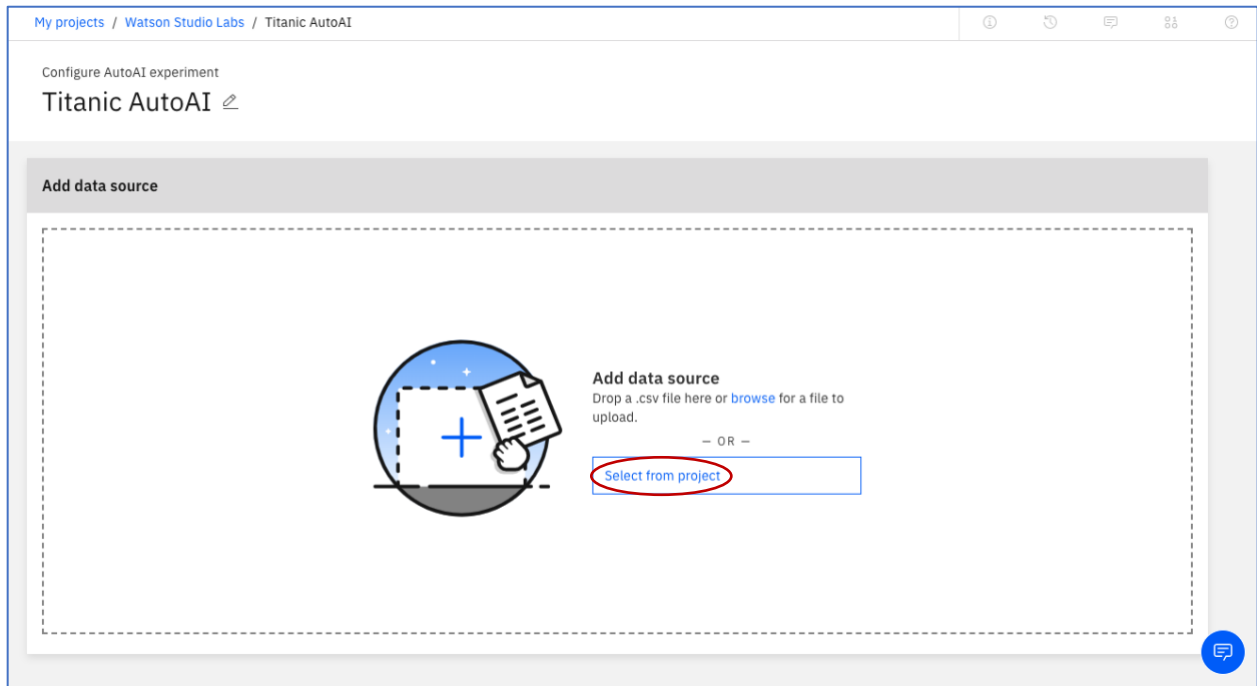 My projects / Watson Studio Labs / Titanic AutoAI
Configure AutoAI experiment
Titanic AutoAI
Add data source
Add data source
Drop a .csv file here or browse for a file to
upload.
— OR —
Select from project